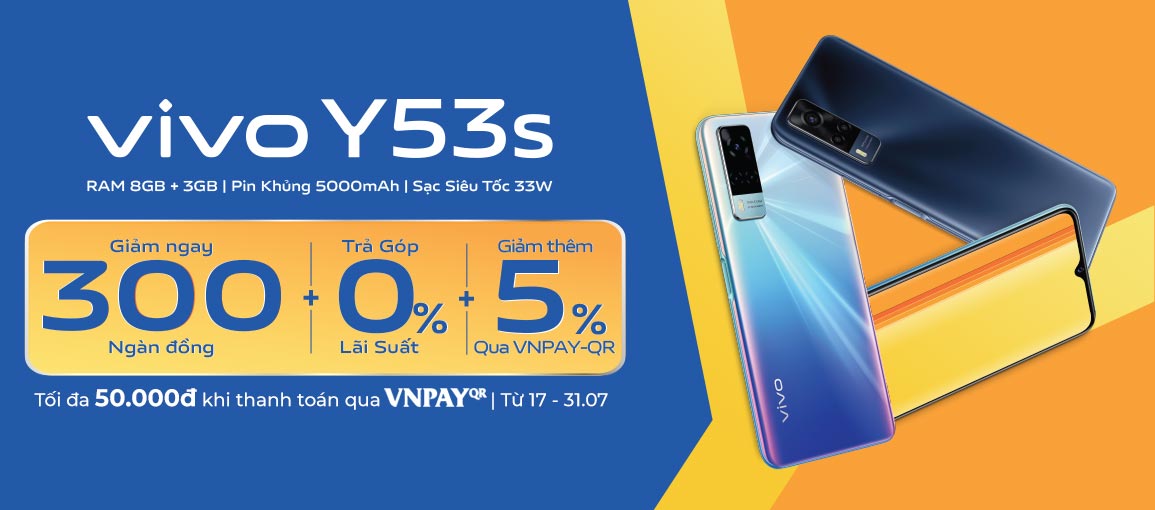 vivo Y53s
RAM 8GB + 3GB | Pin Khủng 5000mAh | Sạc Siêu Tốc 33W
Giảm ngay
300
Ngàn đồng
+
Trả Góp
0%
Lãi Suất
+
Giảm thêm
5%
Qua VNPAY-QR
Tối đa 50.000đ khi thanh toán qua VNPAYQR | Từ 17 - 31.07
vivo